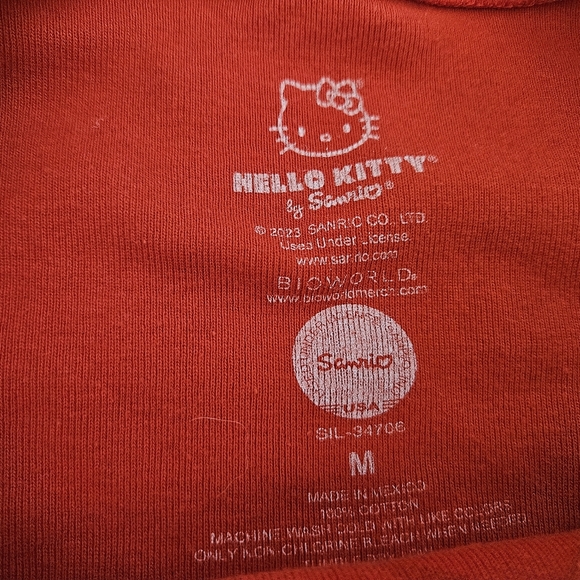 HELLO KITTY®
by Sanrio®
© 2023 SANRIO CO., LTD.
Used Under License.
www.sanrio.com
BIOWORLD®
www.bioworldmerch.com
Sanrio
USA
SIL-34706
M
MADE IN MEXICO
100% COTTON
MACHINE WASH COLD WITH LIKE COLORS
ONLY NON-CHLORINE BLEACH WHEN NEEDED.